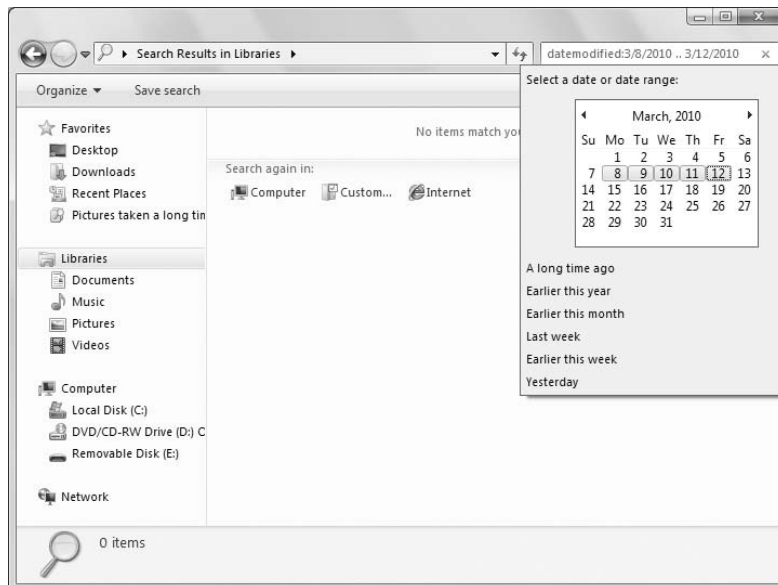 Search Results in Libraries
datemodified:3/8/2010 .. 3/12/2010
Organize
Save search
Favorites
Desktop
Downloads
Recent Places
Pictures taken a long tim
Libraries
Documents
Music
Pictures
Videos
Computer
Local Disk (C:)
DVD/CD-RW Drive (D:) C
Removable Disk (E:)
Network
No items match you
Search again in:
Computer
Custom...
Internet
Select a date or date range:
March, 2010
Su Mo Tu We Th Fr Sa
1 2 3 4 5 6
7 8 9 10 11 12 13
14 15 16 17 18 19 20
21 22 23 24 25 26 27
28 29 30 31
A long time ago
Earlier this year
Earlier this month
Last week
Earlier this week
Yesterday
0 items